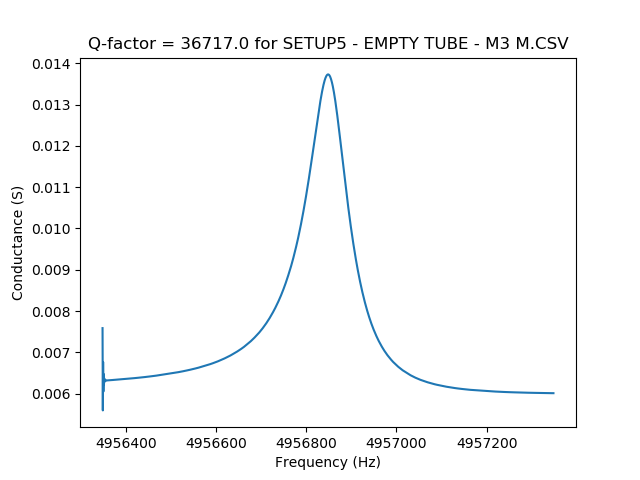 Q-factor = 36717.0 for SETUP5 - EMPTY TUBE - M3 M.CSV
0.014
0.013
0.012
0.011
0.010
0.009
0.008
0.007
0.006
Conductance (S)
4956400 4956600 4956800 4957000 4957200
Frequency (Hz)